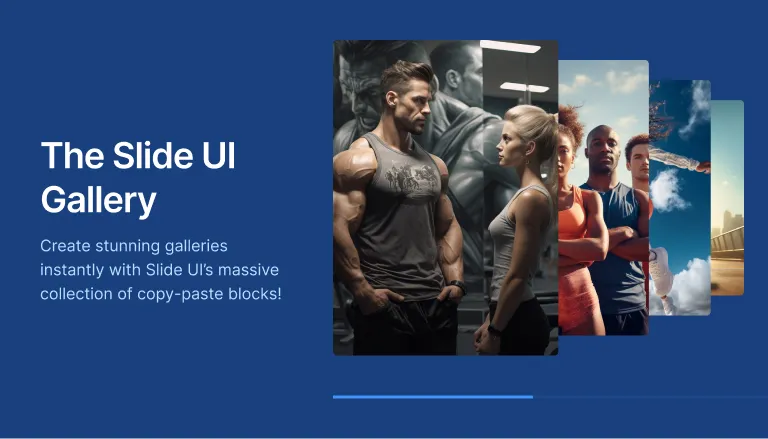 The Slide UI
Gallery
Create stunning galleries
instantly with Slide UI’s massive
collection of copy-paste blocks!